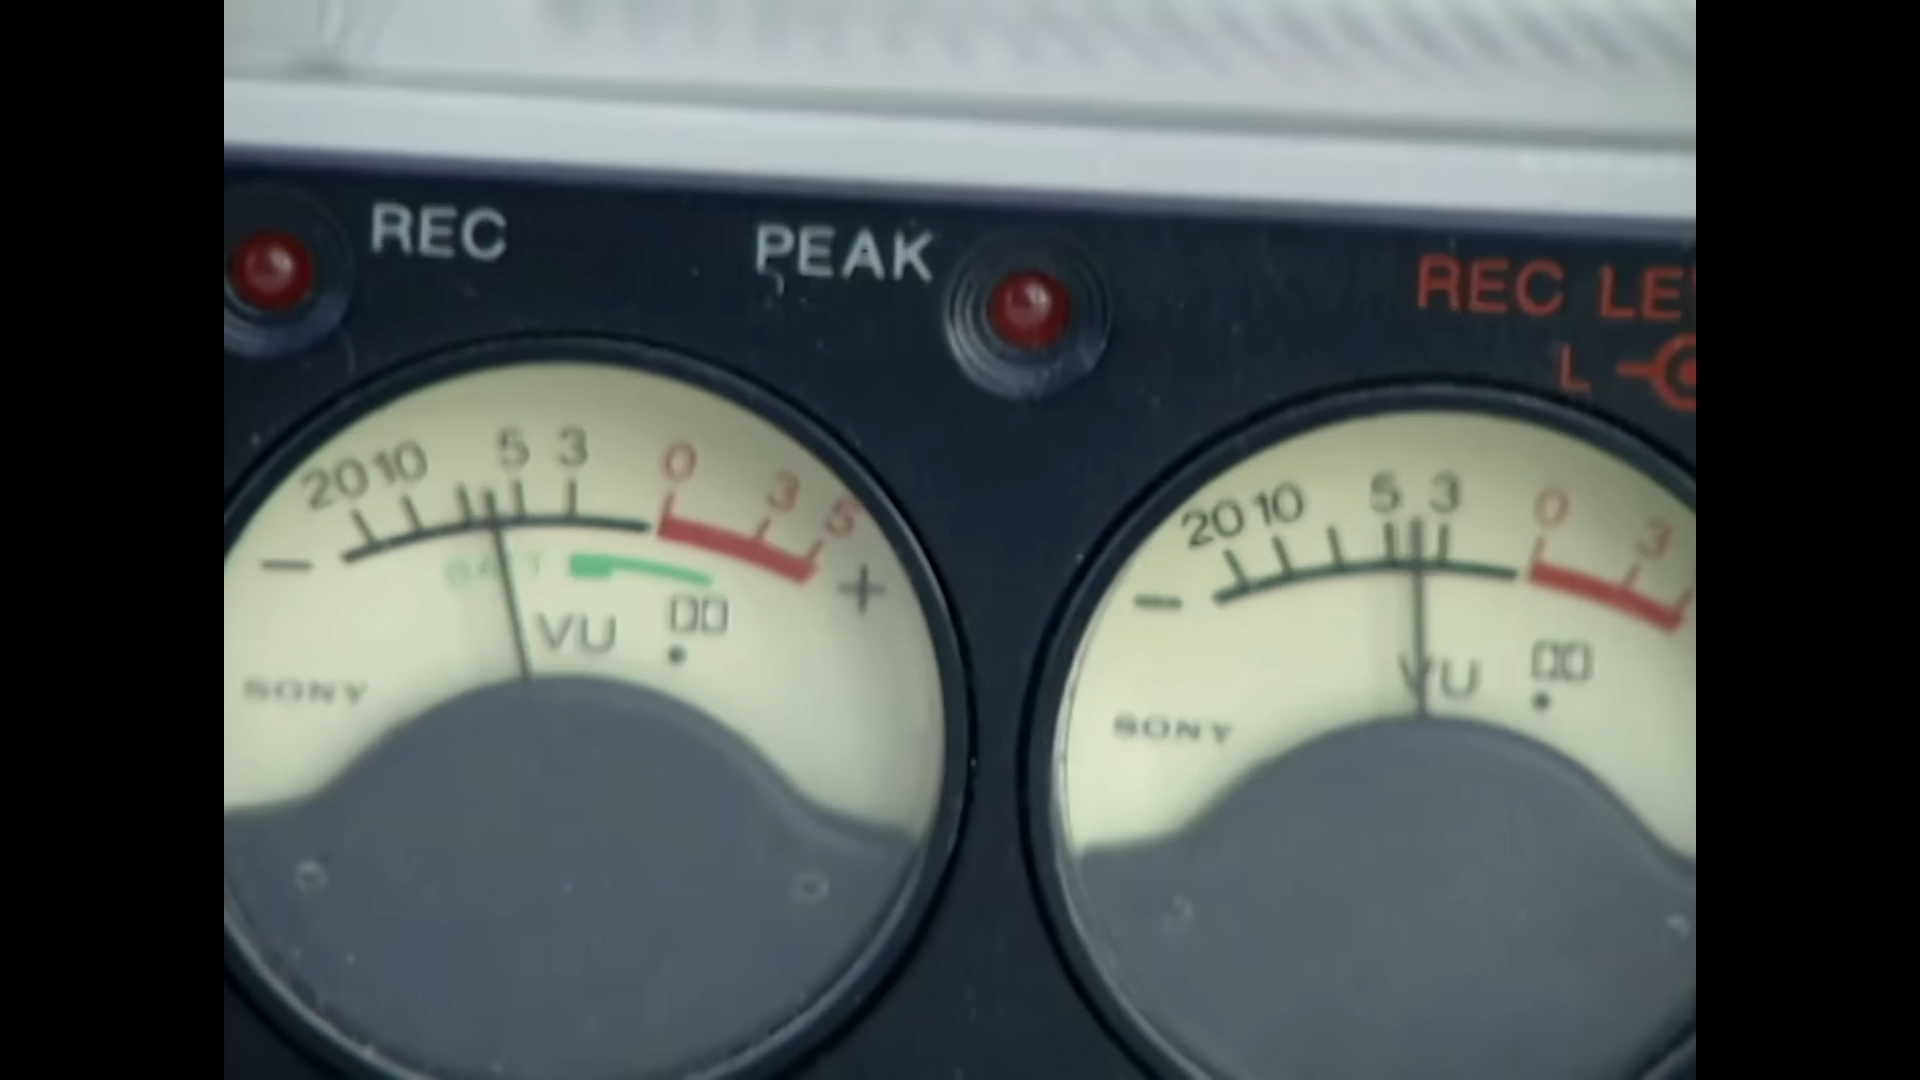 REC
PEAK
REC LE
L
20 10 5 3 0 3 5
− +
BATT
VU
SONY
20 10 5 3 0 3
−
VU
SONY